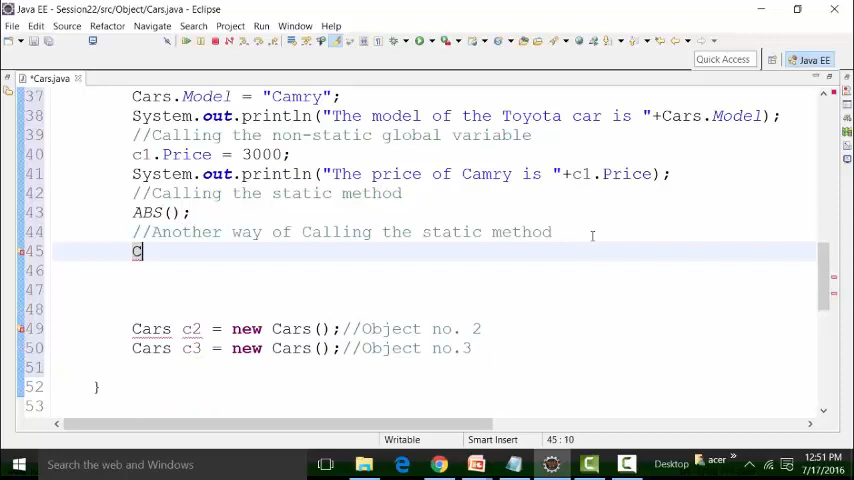 Java EE - Session22/src/Object/Cars.java - Eclipse
File Edit Source Refactor Navigate Search Project Run Window Help
Quick Access
Java EE
*Cars.java
37 Cars.Model = "Camry";
38 System.out.println("The model of the Toyota car is "+Cars.Model);
39 //Calling the non-static global variable
40 c1.Price = 3000;
41 System.out.println("The price of Camry is "+c1.Price);
42 //Calling the static method
43 ABS();
44 //Another way of Calling the static method
45 C
46
47
48
49 Cars c2 = new Cars();//Object no. 2
50 Cars c3 = new Cars();//Object no.3
51
52 }
53
Writable Smart Insert 45 : 10
Search the web and Windows
Desktop » acer
12:51 PM
7/17/2016